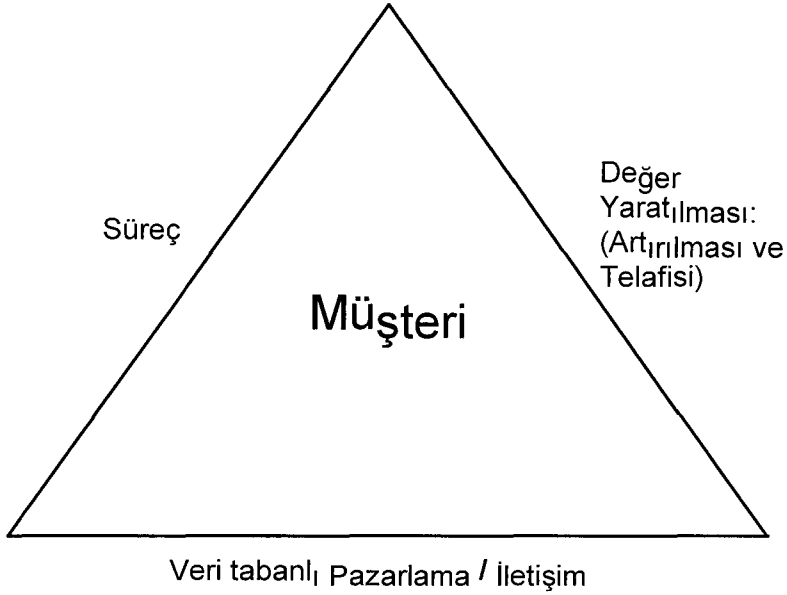 Süreç
Değer
Yaratılması:
(Artırılması ve
Telafisi)
Müşteri
Veri tabanlı Pazarlama / İletişim